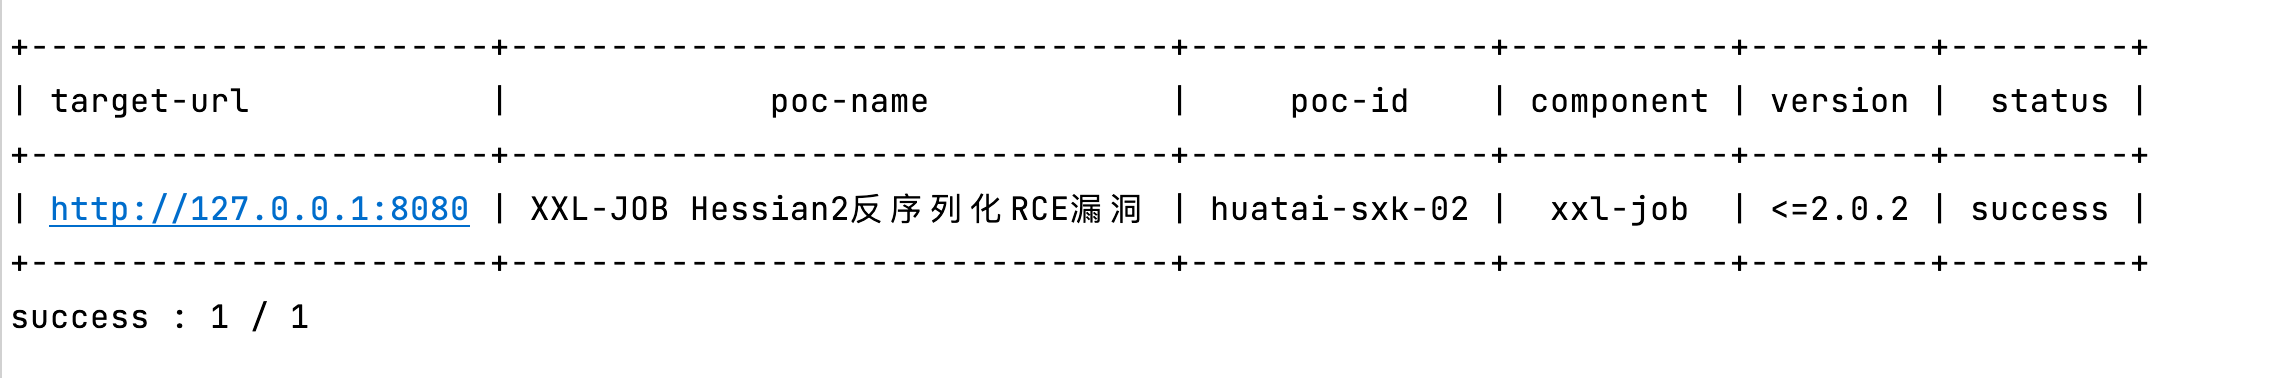 +-----------------------+---------------------------------+---------------+-----------+---------+---------+
| target-url            |             poc-name            |     poc-id    | component | version |  status |
+-----------------------+---------------------------------+---------------+-----------+---------+---------+
| http://127.0.0.1:8080 | XXL-JOB Hessian2反序列化RCE漏洞 | huatai-sxk-02 |  xxl-job  | <=2.0.2 | success |
+-----------------------+---------------------------------+---------------+-----------+---------+---------+
success : 1 / 1